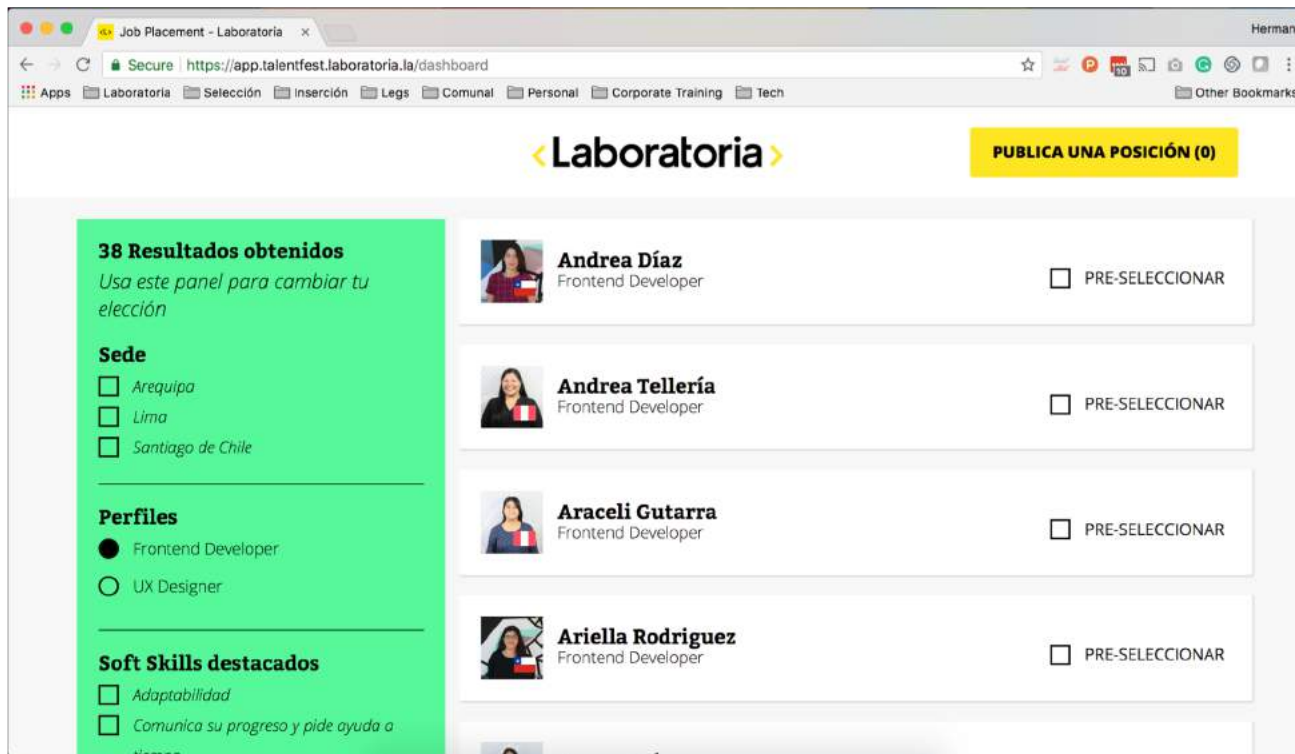 Job Placement - Laboratoria
Herman
Secure https://app.talentfest.laboratoria.la/dashboard
10
Apps Laboratoria Selección Inserción Legs Comunal Personal Corporate Training Tech Other Bookmarks
<Laboratoria>
PUBLICA UNA POSICIÓN (0)
38 Resultados obtenidos
Usa este panel para cambiar tu
elección
Sede
Arequipa
Lima
Santiago de Chile
Perfiles
Frontend Developer
UX Designer
Soft Skills destacados
Adaptabilidad
Comunica su progreso y pide ayuda a
tiempo
Andrea Díaz
Frontend Developer
PRE-SELECCIONAR
Andrea Tellería
Frontend Developer
PRE-SELECCIONAR
Araceli Gutarra
Frontend Developer
PRE-SELECCIONAR
Ariella Rodriguez
Frontend Developer
PRE-SELECCIONAR